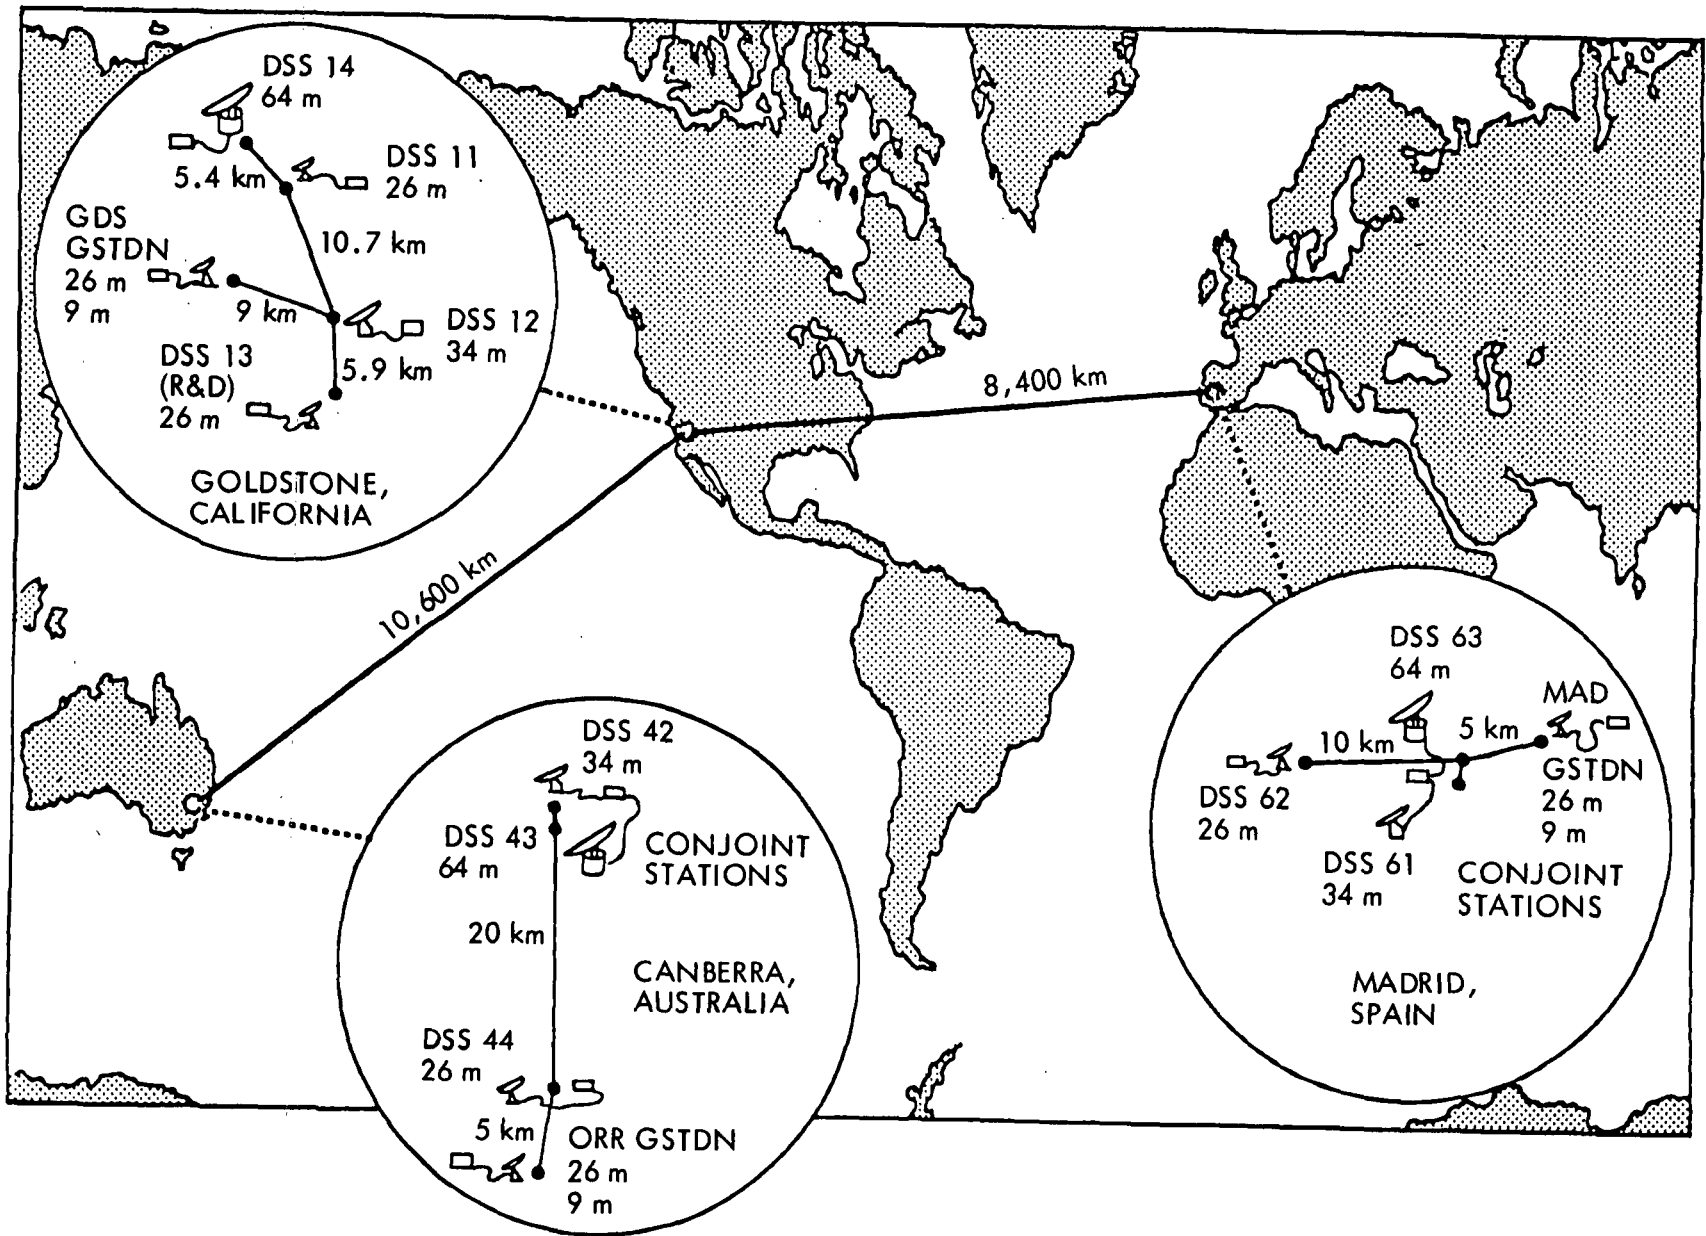 DSS 14
64 m
5.4 km
DSS 11
26 m
10.7 km
GDS
GSTDN
26 m
9 m
9 km
DSS 12
34 m
DSS 13
(R&D)
26 m
5.9 km
GOLDSTONE,
CALIFORNIA
8,400 km
10,600 km
DSS 42
34 m
DSS 43
64 m
CONJOINT
STATIONS
20 km
CANBERRA,
AUSTRALIA
DSS 44
26 m
5 km
ORR GSTDN
26 m
9 m
DSS 63
64 m
MAD
10 km
5 km
GSTDN
26 m
9 m
DSS 62
26 m
DSS 61
34 m
CONJOINT
STATIONS
MADRID,
SPAIN